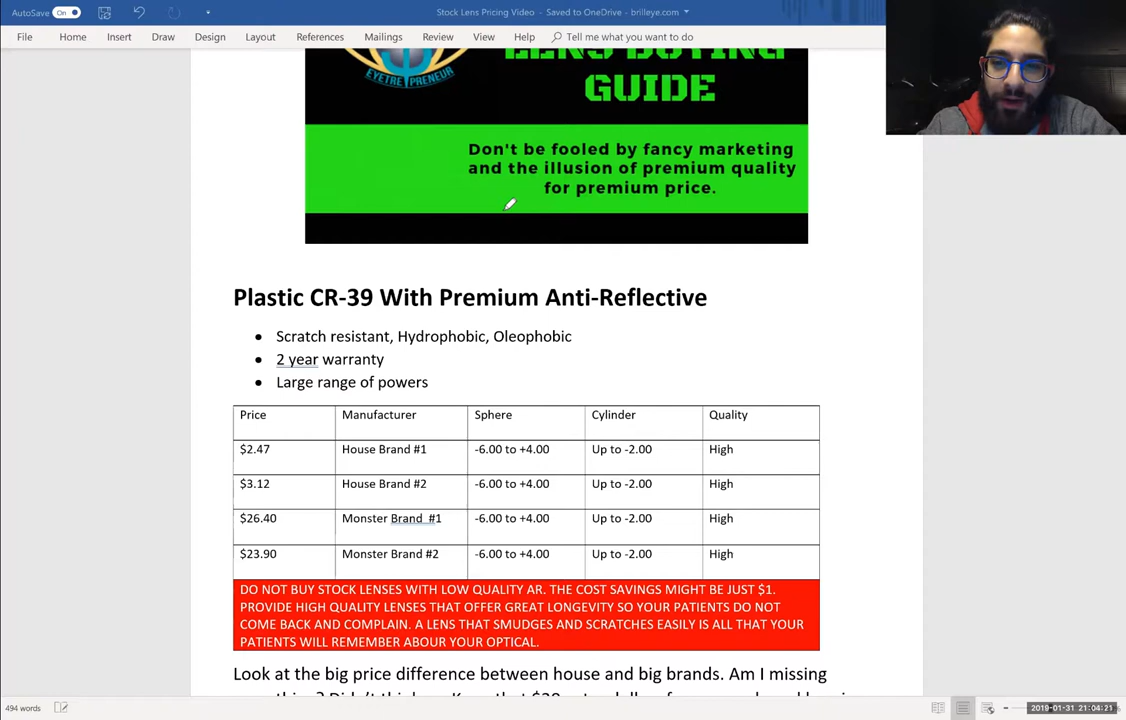 AutoSave On Stock Lens Pricing Video - Saved to OneDrive - brilleye.com
File Home Insert Draw Design Layout References Mailings Review View Help Tell me what you want to do
EYETREPRENEUR
LENS BUYING
GUIDE
Don't be fooled by fancy marketing
and the illusion of premium quality
for premium price.
Plastic CR-39 With Premium Anti-Reflective
• Scratch resistant, Hydrophobic, Oleophobic
• 2 year warranty
• Large range of powers
Price Manufacturer Sphere Cylinder Quality
$2.47 House Brand #1 -6.00 to +4.00 Up to -2.00 High
$3.12 House Brand #2 -6.00 to +4.00 Up to -2.00 High
$26.40 Monster Brand #1 -6.00 to +4.00 Up to -2.00 High
$23.90 Monster Brand #2 -6.00 to +4.00 Up to -2.00 High
DO NOT BUY STOCK LENSES WITH LOW QUALITY AR. THE COST SAVINGS MIGHT BE JUST $1.
PROVIDE HIGH QUALITY LENSES THAT OFFER GREAT LONGEVITY SO YOUR PATIENTS DO NOT
COME BACK AND COMPLAIN. A LENS THAT SMUDGES AND SCRATCHES EASILY IS ALL THAT YOUR
PATIENTS WILL REMEMBER ABOUR YOUR OPTICAL.
Look at the big price difference between house and big brands. Am I missing
494 words 2019-01-31 21:04:21